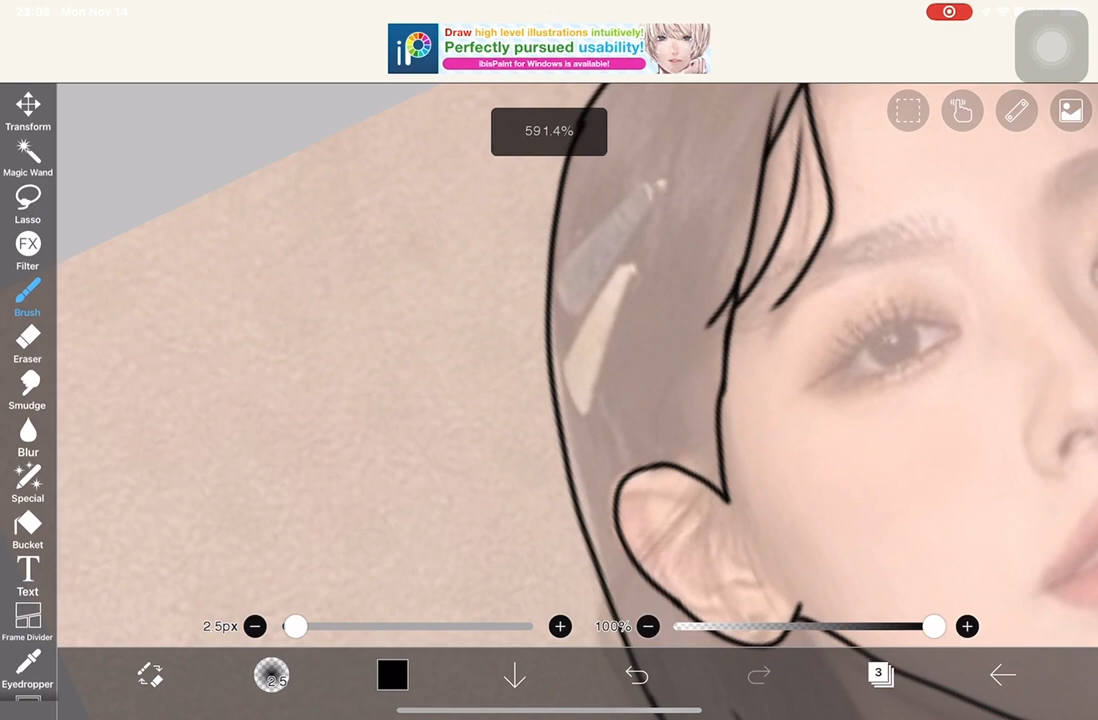 23:05 Mon Nov 14
Draw high level illustrations intuitively!
Perfectly pursued usability!
ibisPaint for Windows is available!
iP
591.4%
Transform
Magic Wand
Lasso
FX
Filter
Brush
Eraser
Smudge
Blur
Special
Bucket
T
Text
Frame Divider
Eyedropper
2.5px
100%
2.5
3